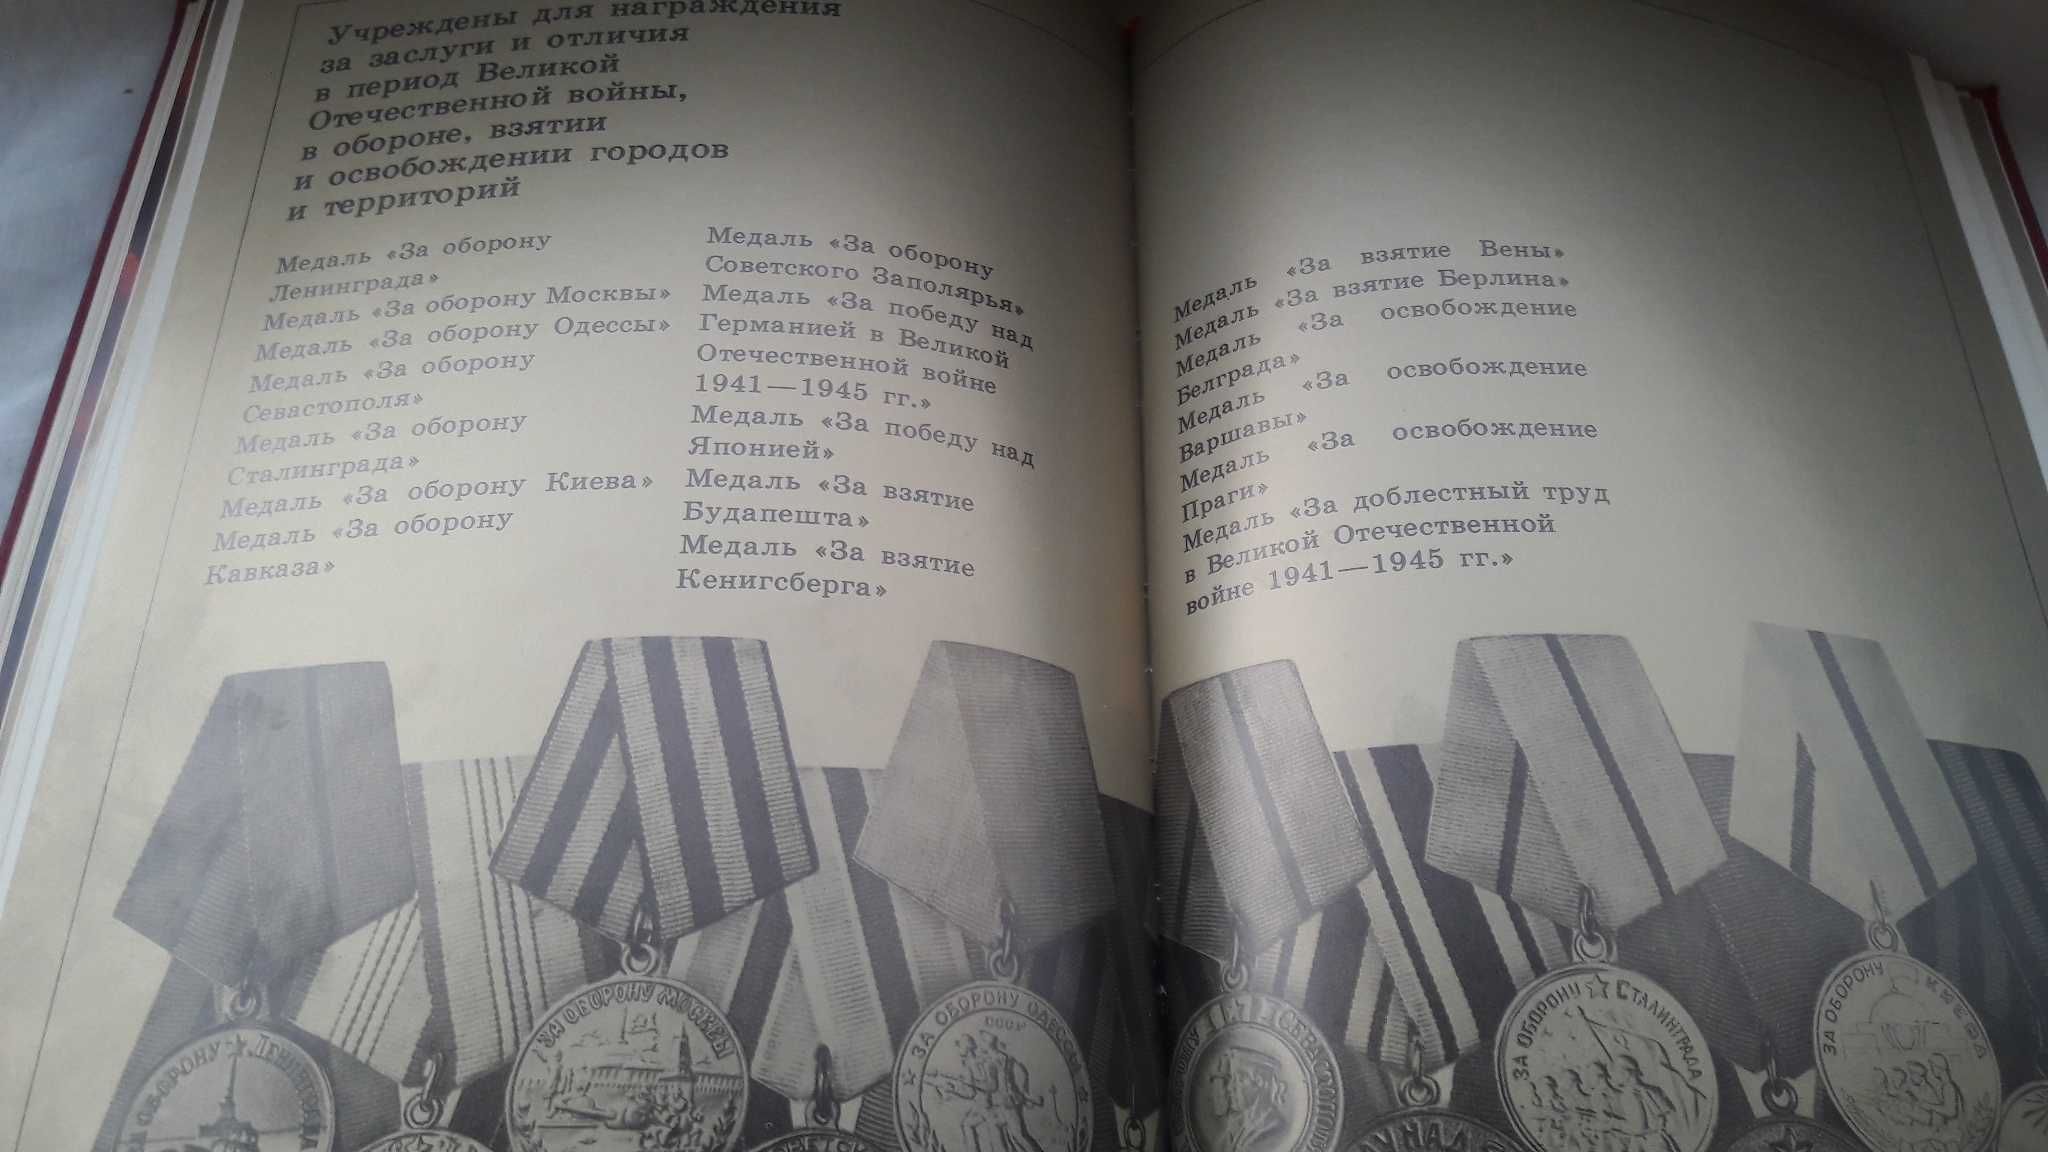 Учреждены для награждения
за заслуги и отличия
в период Великой
Отечественной войны,
в обороне, взятии
и освобождении городов
и территорий
Медаль «За оборону
Ленинграда»
Медаль «За оборону Москвы»
Медаль «За оборону Одессы»
Медаль «За оборону
Севастополя»
Медаль «За оборону
Сталинграда»
Медаль «За оборону Киева»
Медаль «За оборону
Кавказа»
Медаль «За оборону
Советского Заполярья»
Медаль «За победу над
Германией в Великой
Отечественной войне
1941—1945 гг.»
Медаль «За победу над
Японией»
Медаль «За взятие
Будапешта»
Медаль «За взятие
Кенигсберга»
Медаль «За взятие Вены»
Медаль «За взятие Берлина»
Медаль «За освобождение
Белграда»
Медаль «За освобождение
Варшавы»
Медаль «За освобождение
Праги»
Медаль «За доблестный труд
в Великой Отечественной
войне 1941—1945 гг.»
ЗА ОБОРОНУ ЛЕНИНГРАДА
ЗА ОБОРОНУ МОСКВЫ
ЗА ОБОРОНУ ОДЕССЫ
СССР
ЗА ОБОРОНУ СТАЛИНГРАДА
ЗА ОБОРОНУ КИЕВА